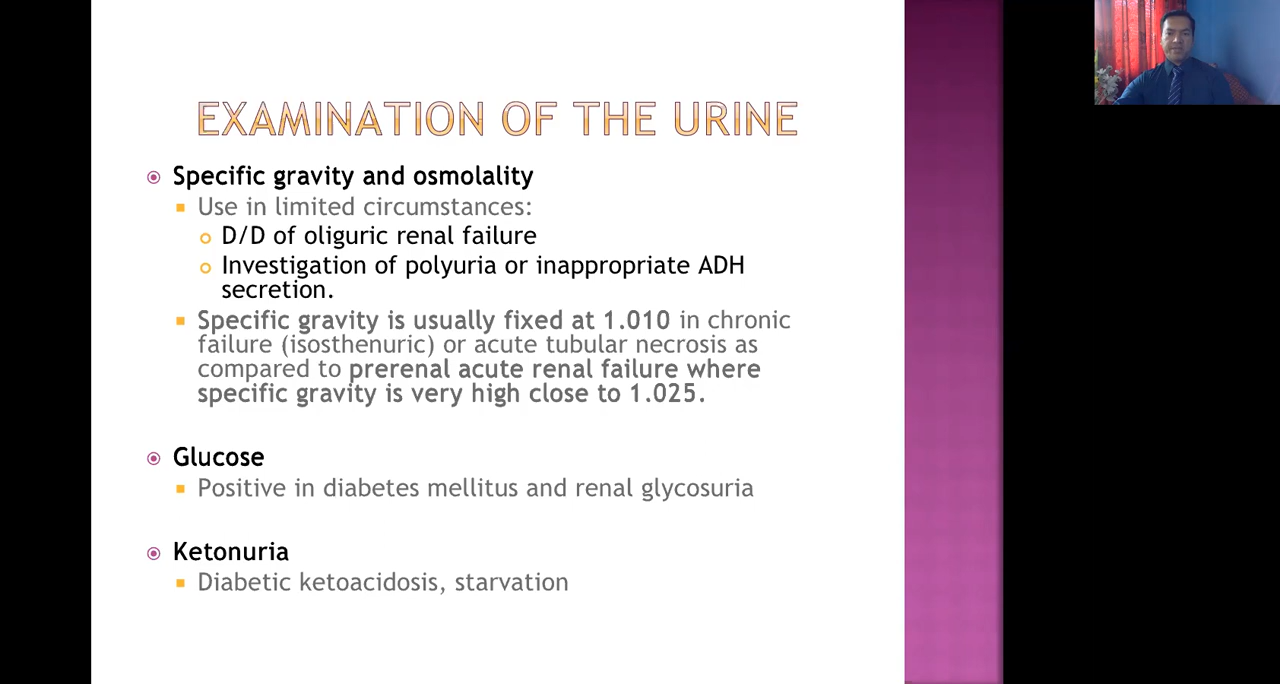 EXAMINATION OF THE URINE
Specific gravity and osmolality
Use in limited circumstances:
D/D of oliguric renal failure
Investigation of polyuria or inappropriate ADH
secretion.
Specific gravity is usually fixed at 1.010 in chronic
failure (isosthenuric) or acute tubular necrosis as
compared to prerenal acute renal failure where
specific gravity is very high close to 1.025.
Glucose
Positive in diabetes mellitus and renal glycosuria
Ketonuria
Diabetic ketoacidosis, starvation